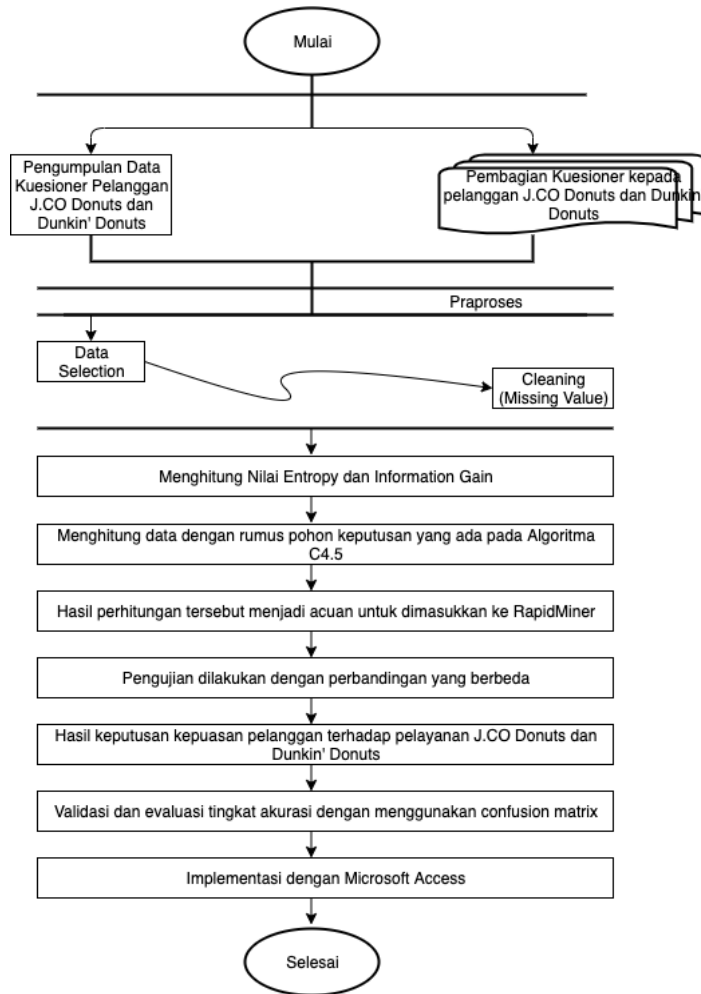 Mulai
Pengumpulan Data
Kuesioner Pelanggan
J.CO Donuts dan
Dunkin' Donuts
Pembagian Kuesioner kepada
pelanggan J.CO Donuts dan Dunkin'
Donuts
Praproses
Data
Selection
Cleaning
(Missing Value)
Menghitung Nilai Entropy dan Information Gain
Menghitung data dengan rumus pohon keputusan yang ada pada Algoritma
C4.5
Hasil perhitungan tersebut menjadi acuan untuk dimasukkan ke RapidMiner
Pengujian dilakukan dengan perbandingan yang berbeda
Hasil keputusan kepuasan pelanggan terhadap pelayanan J.CO Donuts dan
Dunkin' Donuts
Validasi dan evaluasi tingkat akurasi dengan menggunakan confusion matrix
Implementasi dengan Microsoft Access
Selesai